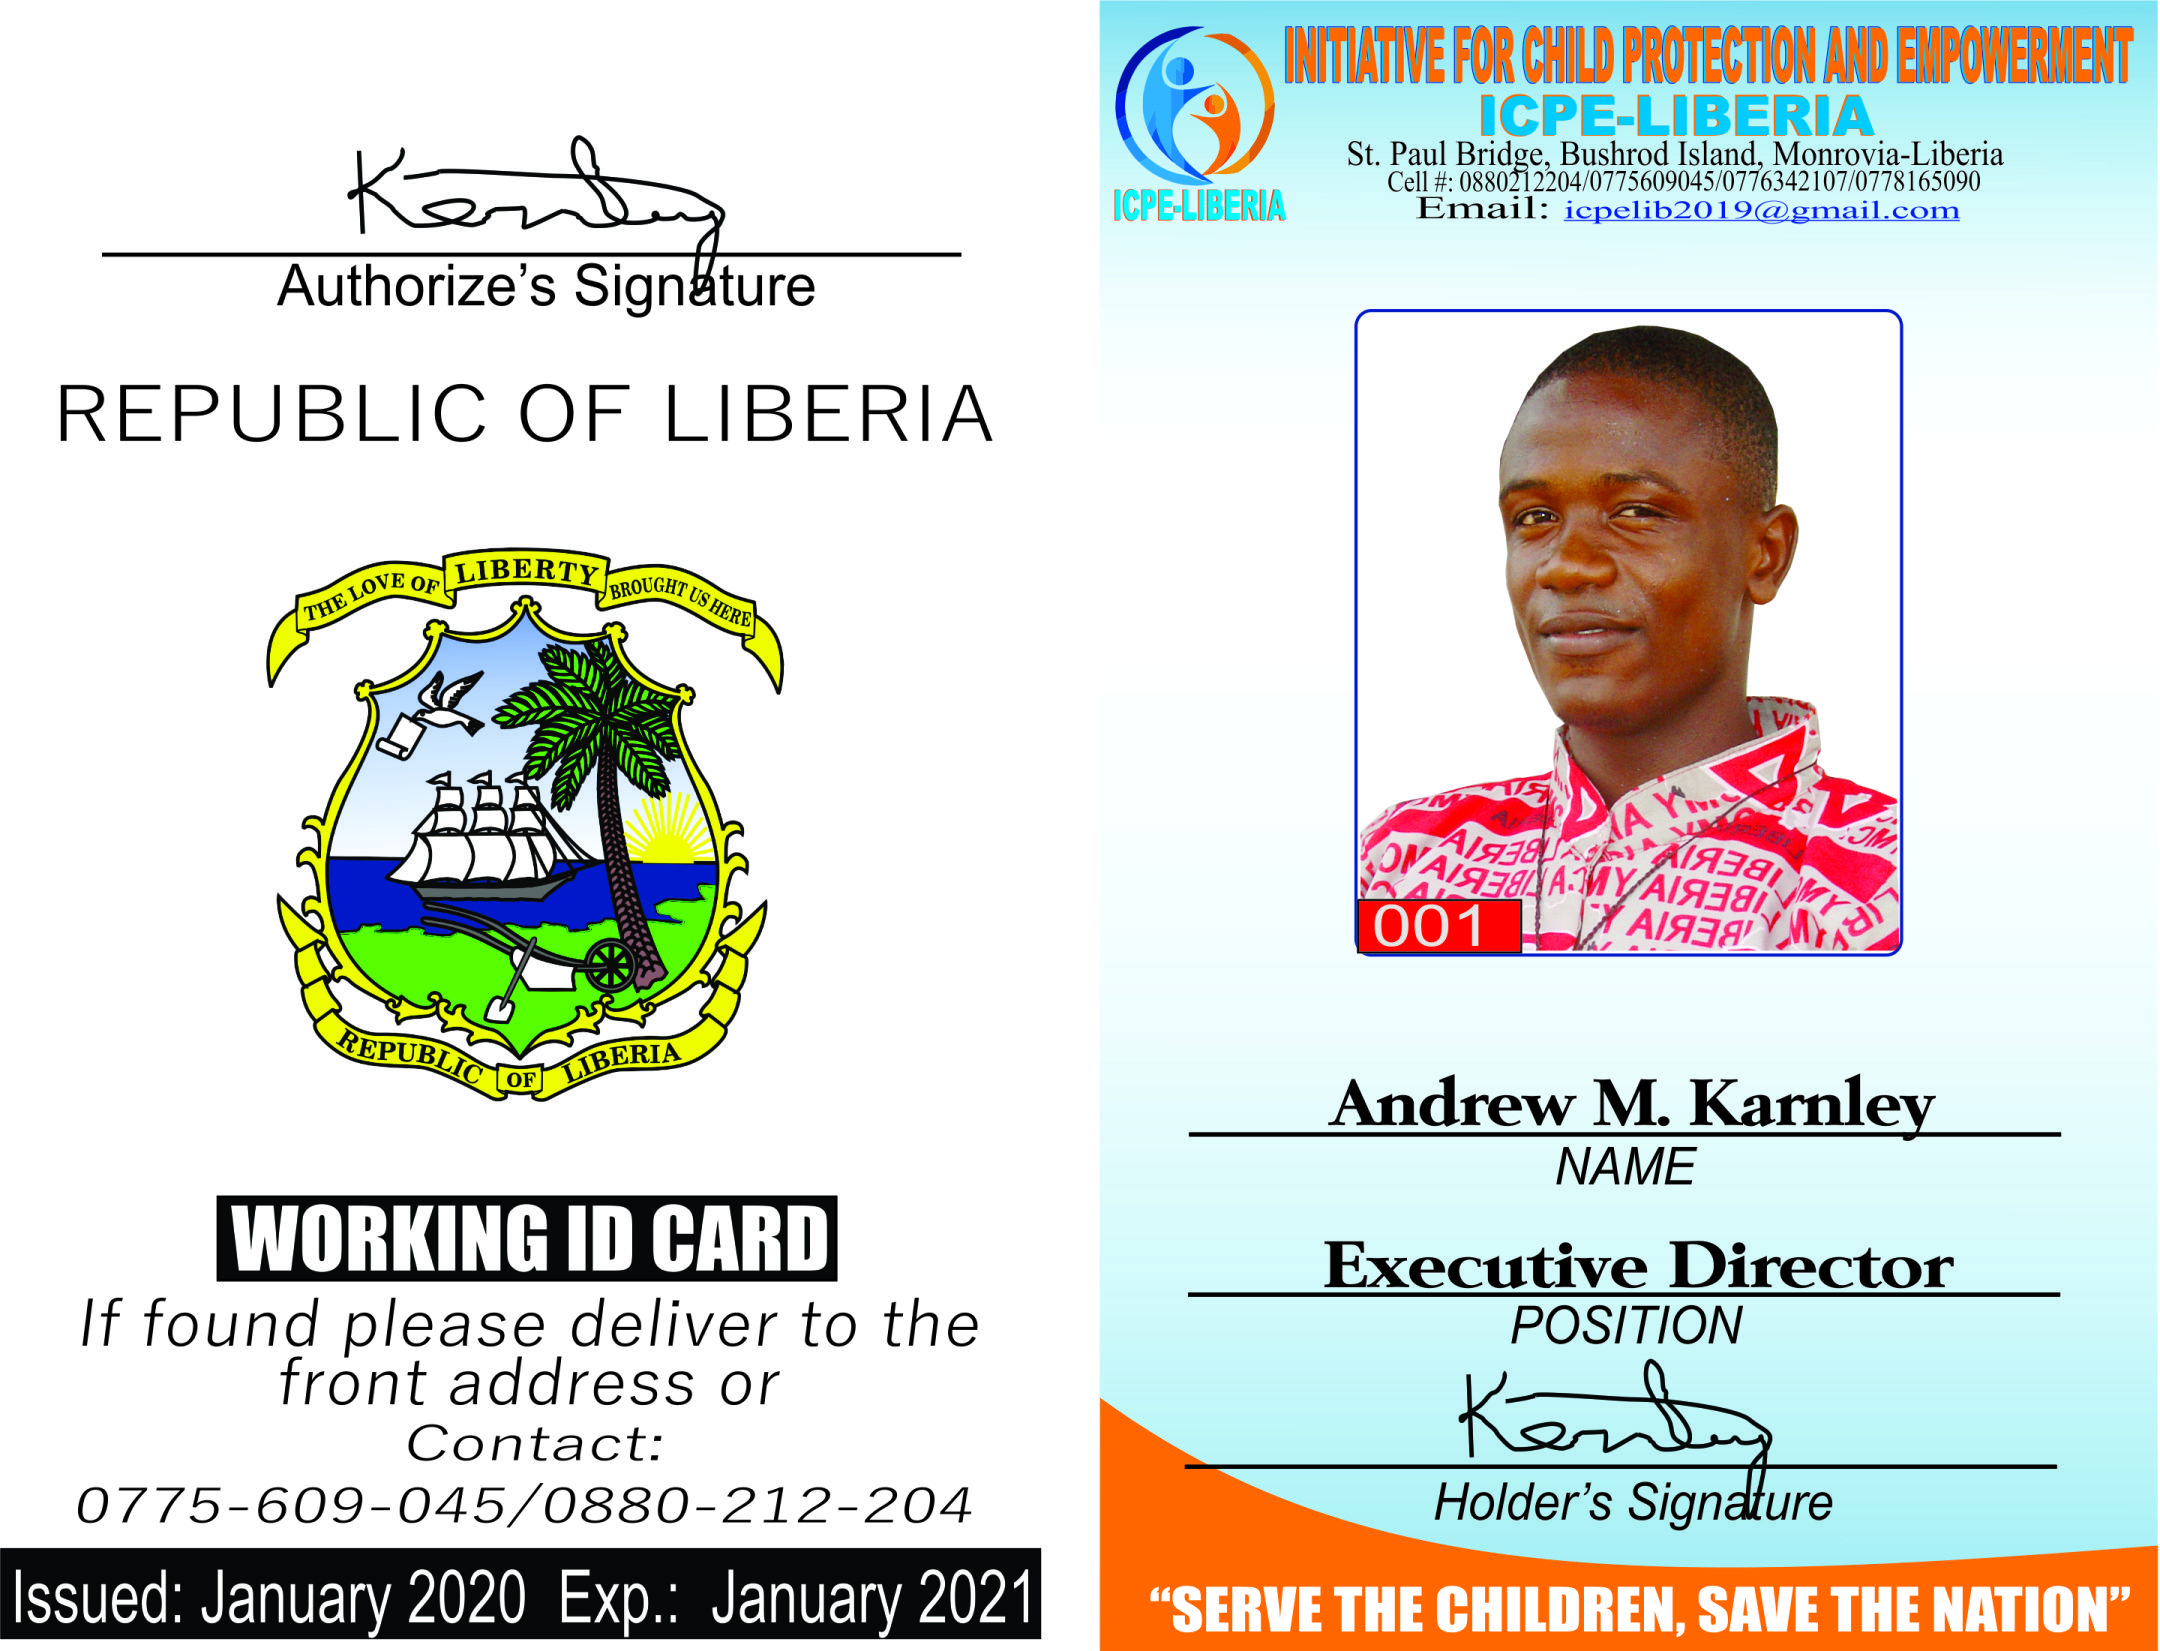 Authorize's Signature
REPUBLIC OF LIBERIA
THE LOVE OF LIBERTY BROUGHT US HERE
REPUBLIC OF LIBERIA
WORKING ID CARD
If found please deliver to the
front address or
Contact:
0775-609-045/0880-212-204
Issued: January 2020 Exp.: January 2021
INITIATIVE FOR CHILD PROTECTION AND EMPOWERMENT
ICPE-LIBERIA
St. Paul Bridge, Bushrod Island, Monrovia-Liberia
Cell #: 0880212204/0775609045/0776342107/0778165090
Email: icpelib2019@gmail.com
ICPE-LIBERIA
001
Andrew M. Karnley
NAME
Executive Director
POSITION
Holder's Signature
“SERVE THE CHILDREN, SAVE THE NATION”